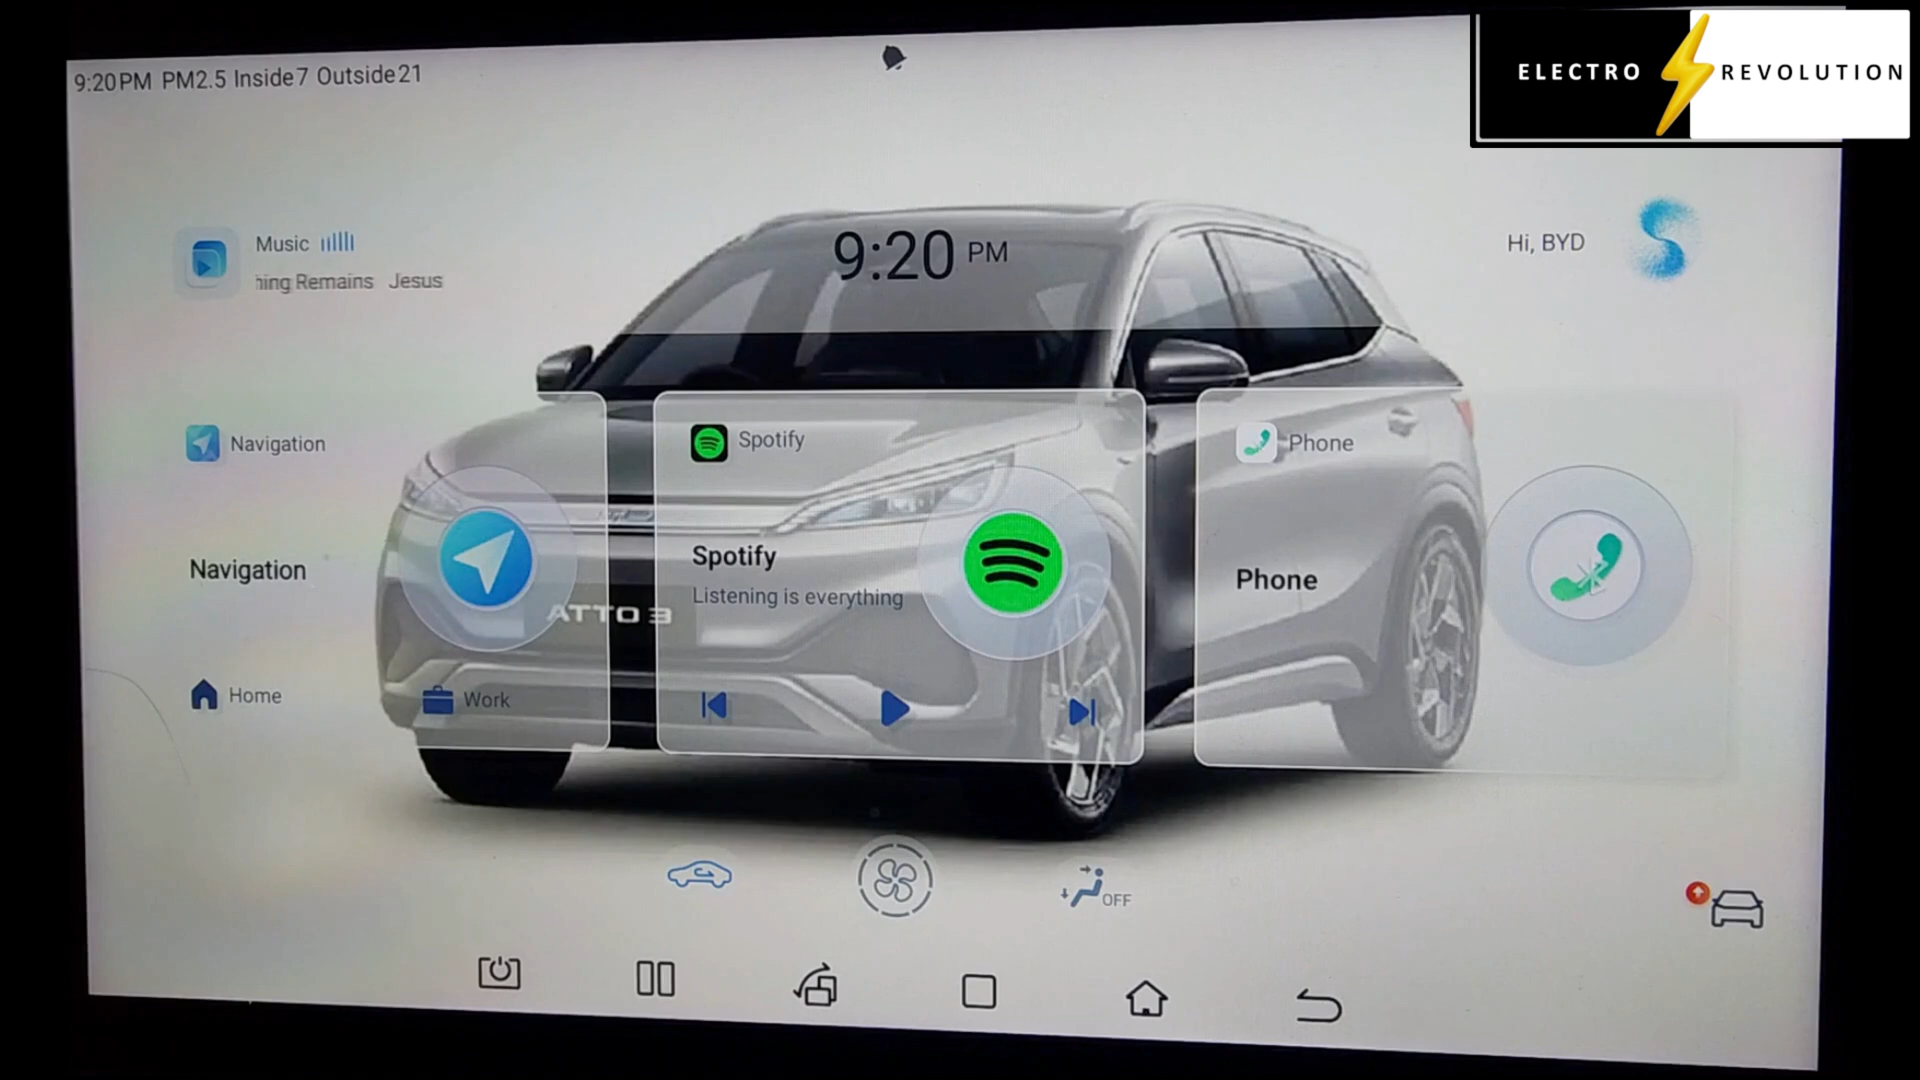 9:20PM PM2.5 Inside7 Outside21
ELECTRO REVOLUTION
Music
hing Remains Jesus
9:20 PM
Hi, BYD
Navigation
Spotify
Phone
Navigation
Spotify
Listening is everything
Phone
ATTO 3
Home
Work
OFF